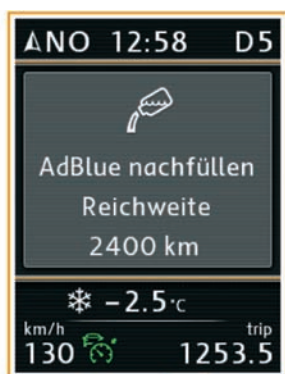 NO 12:58 D5
AdBlue nachfüllen
Reichweite
2400 km
-2.5°C
km/h trip
130 1253.5